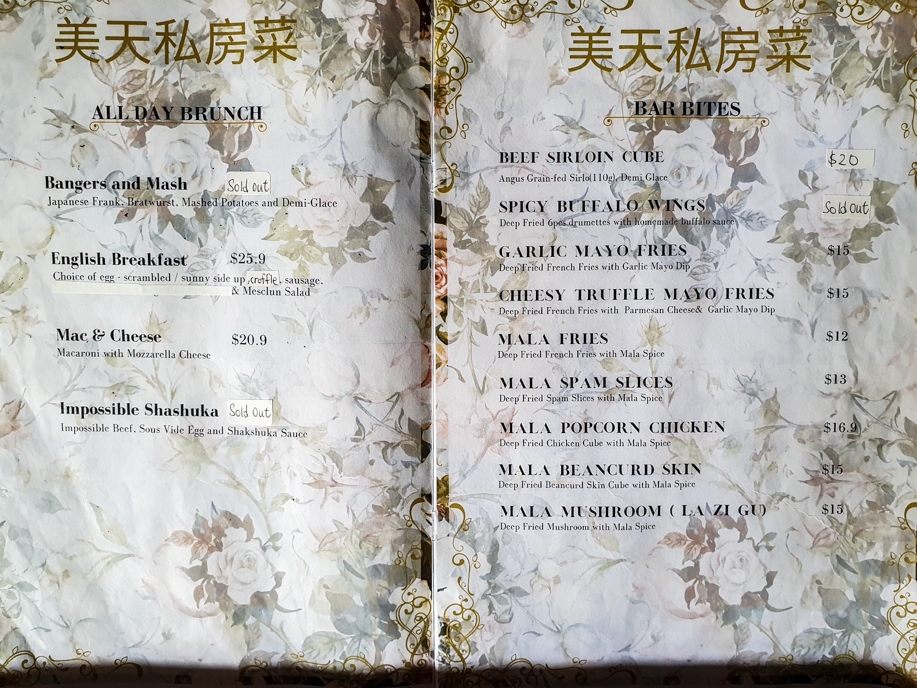 美天私房菜
ALL DAY BRUNCH
Bangers and Mash Sold out
Japanese Frank, Bratwurst. Mashed Potatoes and Demi-Glace
English Breakfast $25.9
Choice of egg - scrambled / sunny side up, croffle, sausage,
& Mesclun Salad
Mac & Cheese $20.9
Macaroni with Mozzarella Cheese
Impossible Shashuka Sold Out
Impossible Beef, Sous Vide Egg and Shakshuka Sauce
美天私房菜
BAR BITES
BEEF SIRLOIN CUBE $20
Angus Grain-fed Sirlo(110g), Demi Glace
SPICY BUFFALO WINGS Sold Out
Deep Fried 6pcs drumettes with homemade buffalo sauce
GARLIC MAYO FRIES $15
Deep Fried French Fries with Garlic Mayo Dip
CHEESY TRUFFLE MAYO FRIES $15
Deep Fried French Fries with Parmesan Cheese& Garlic Mayo Dip
MALA FRIES $12
Deep Fried French Fries with Mala Spice
MALA SPAM SLICES $13
Deep Fried Spam Slices with Mala Spice
MALA POPCORN CHICKEN $16.9
Deep Fried Chicken Cube with Mala Spice
MALA BEANCURD SKIN $15
Deep Fried Beancurd Skin Cube with Mala Spice
MALA MUSHROOM ( LA ZI GU) $15
Deep Fried Mushroom with Mala Spice